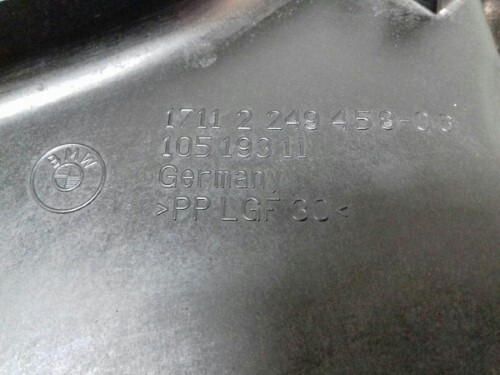 BMW
1711 2 249 458-03
105 193 11
Germany
>PP LGF 30<